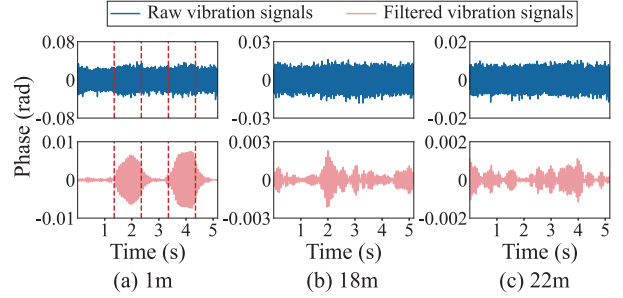 Raw vibration signals Filtered vibration signals
Phase (rad)
0.08 0.03 0.02
0 0 0
-0.08 -0.03 -0.02
0.01 0.003 0.002
0 0 0
-0.01 -0.003 -0.002
1 2 3 4 5 1 2 3 4 5 1 2 3 4 5
Time (s) Time (s) Time (s)
(a) 1m (b) 18m (c) 22m